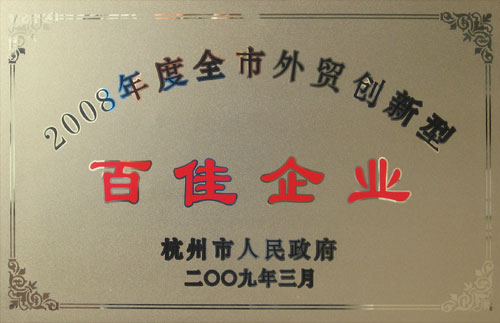 2008年度全市外贸创新型
百佳企业
杭州市人民政府
二〇〇九年三月